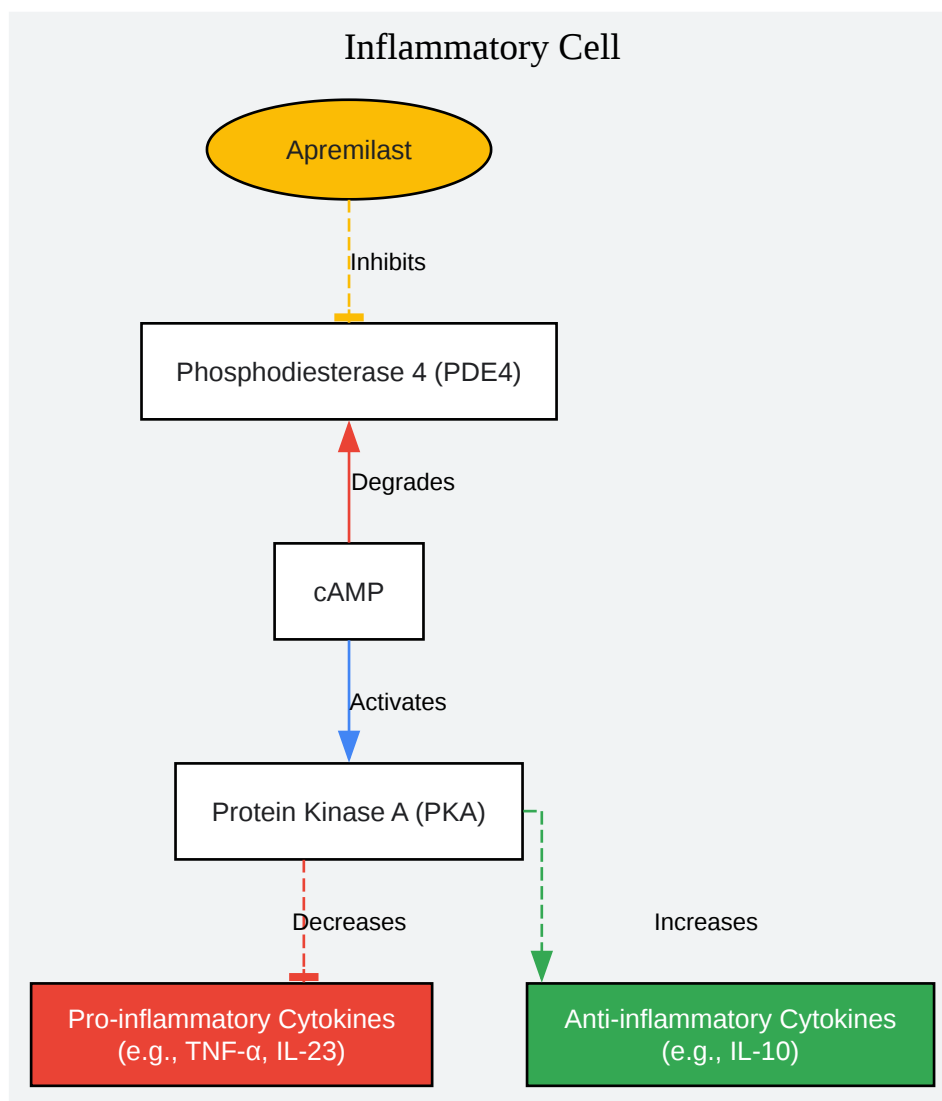 Inflammatory Cell
Apremilast
Inhibits
Phosphodiesterase 4 (PDE4)
Degrades
cAMP
Activates
Protein Kinase A (PKA)
Decreases
Increases
Pro-inflammatory Cytokines
(e.g., TNF-α, IL-23)
Anti-inflammatory Cytokines
(e.g., IL-10)